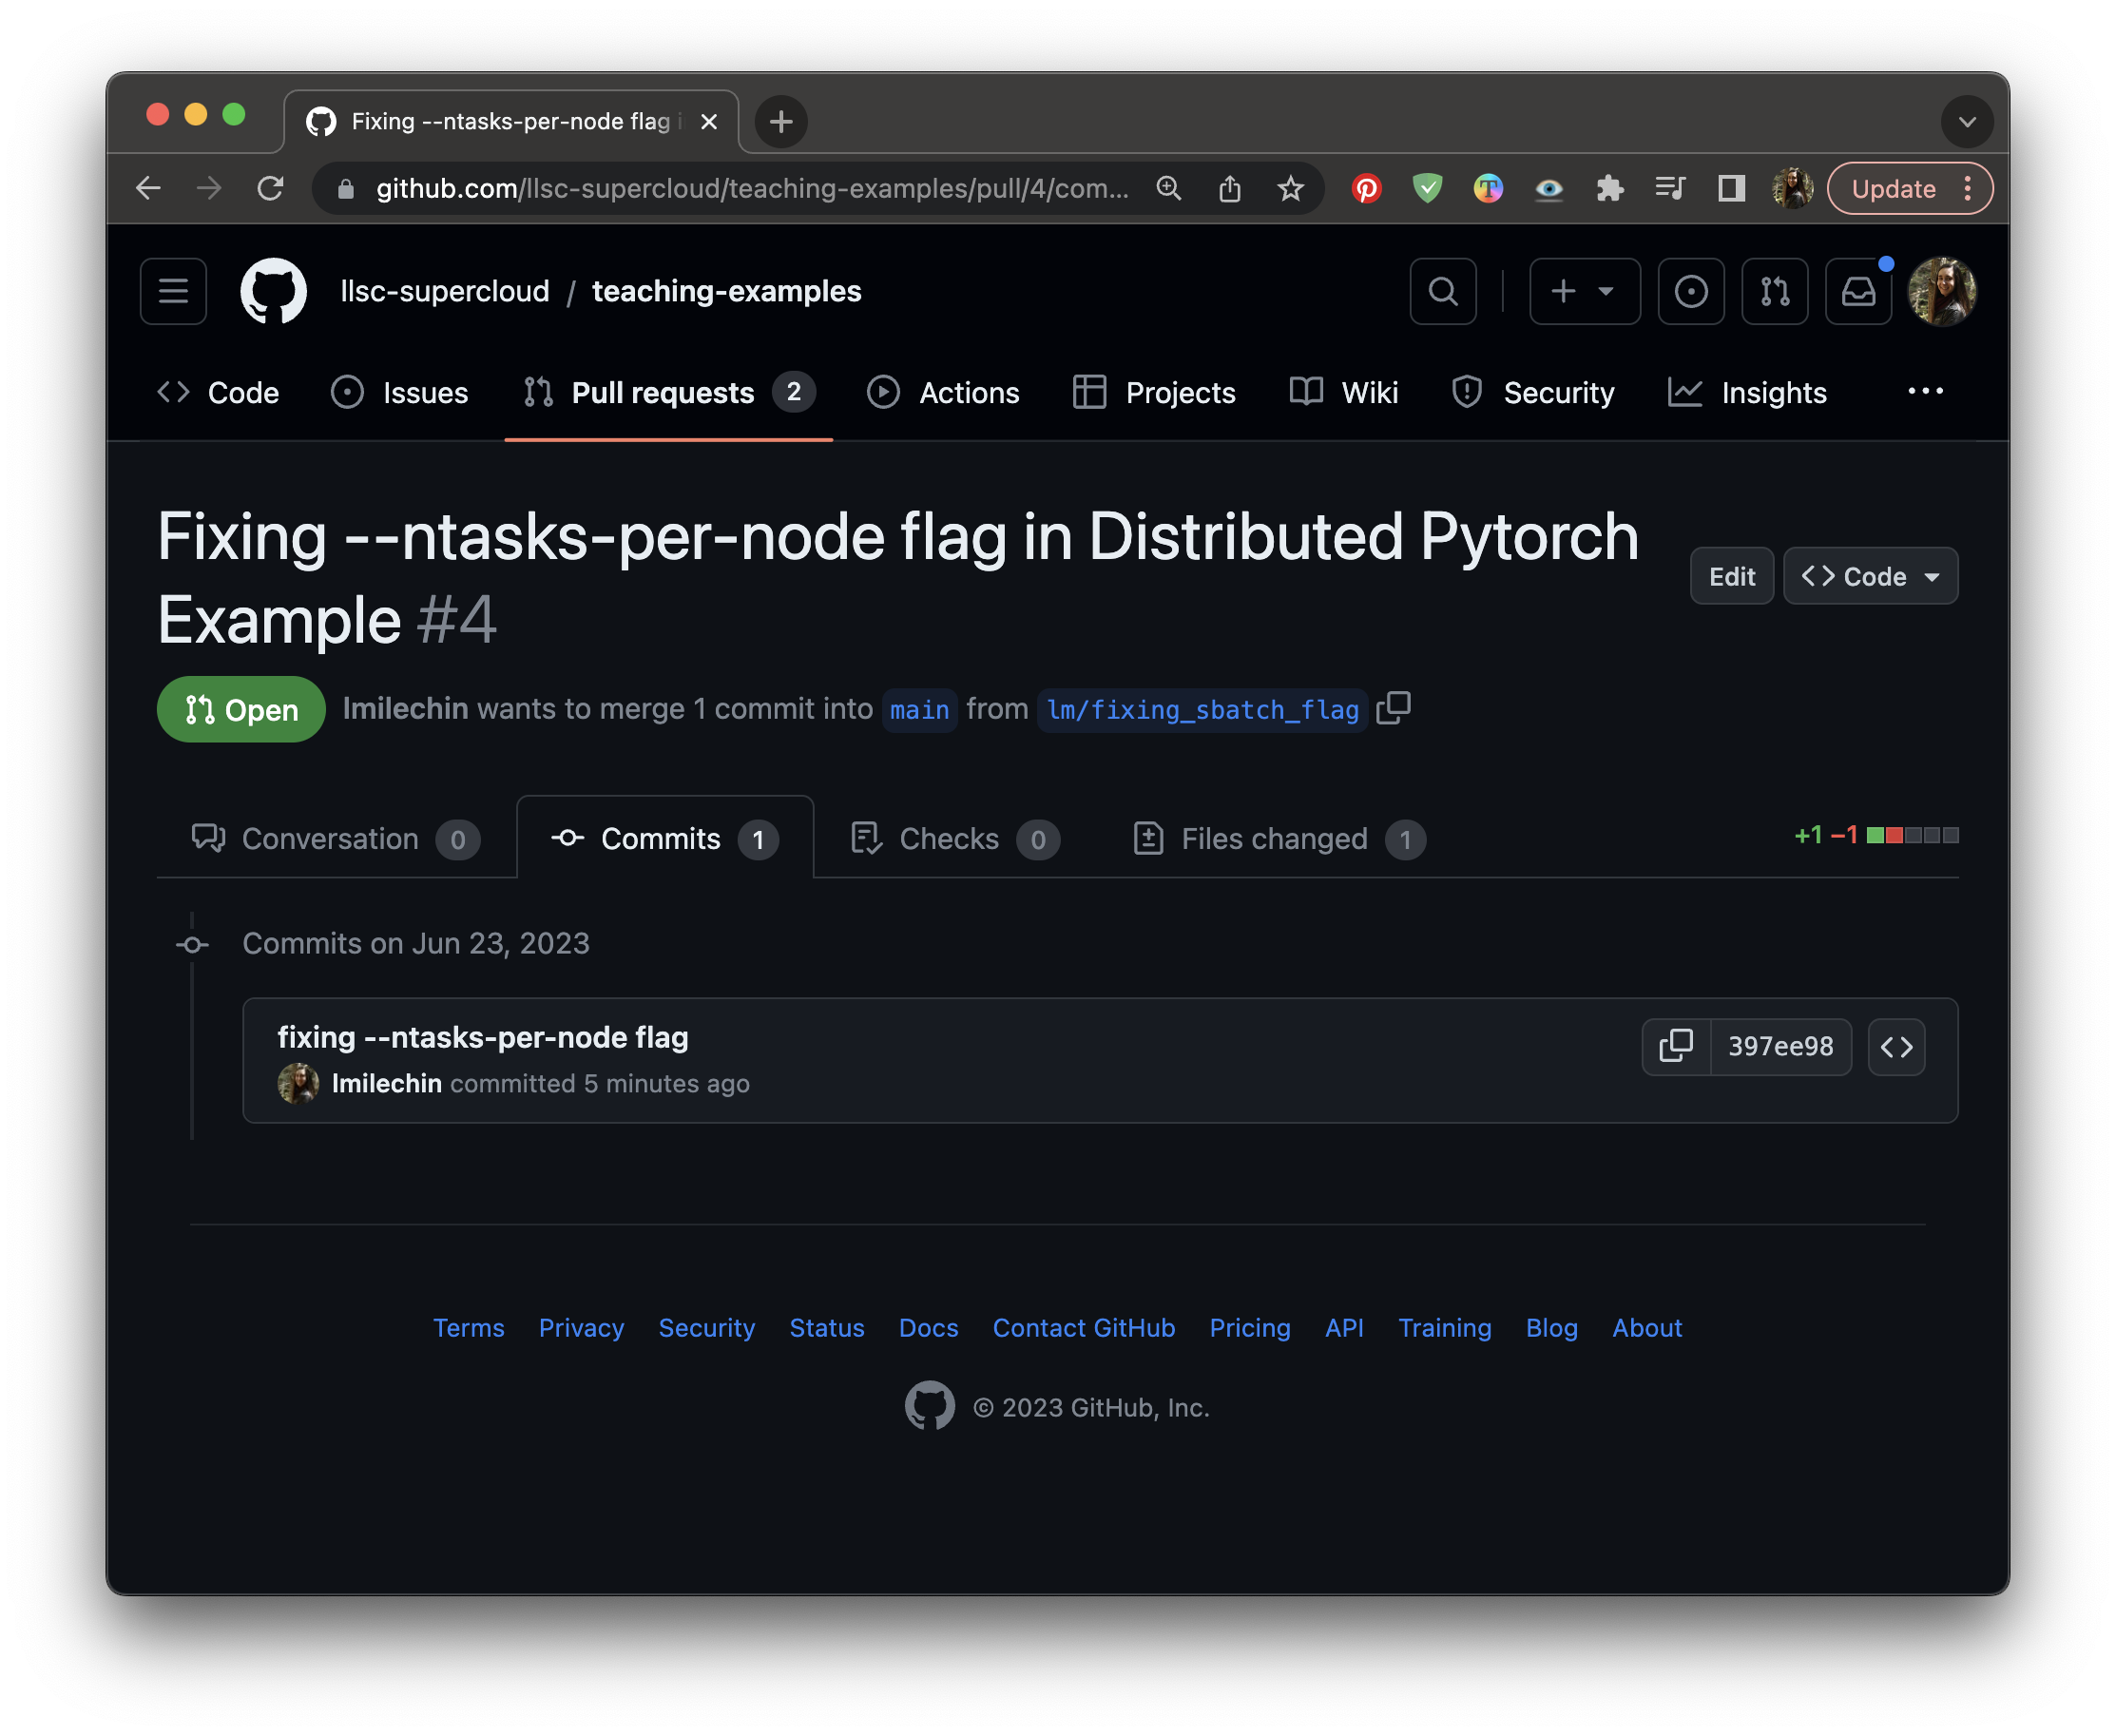 Fixing --ntasks-per-node flag i
github.com/llsc-supercloud/teaching-examples/pull/4/com...
Update
llsc-supercloud / teaching-examples
Code Issues Pull requests 2 Actions Projects Wiki Security Insights
Fixing --ntasks-per-node flag in Distributed Pytorch
Example #4
Edit Code
Open lmilechin wants to merge 1 commit into main from lm/fixing_sbatch_flag
Conversation 0 Commits 1 Checks 0 Files changed 1 +1 −1
Commits on Jun 23, 2023
fixing --ntasks-per-node flag
397ee98
lmilechin committed 5 minutes ago
Terms Privacy Security Status Docs Contact GitHub Pricing API Training Blog About
© 2023 GitHub, Inc.